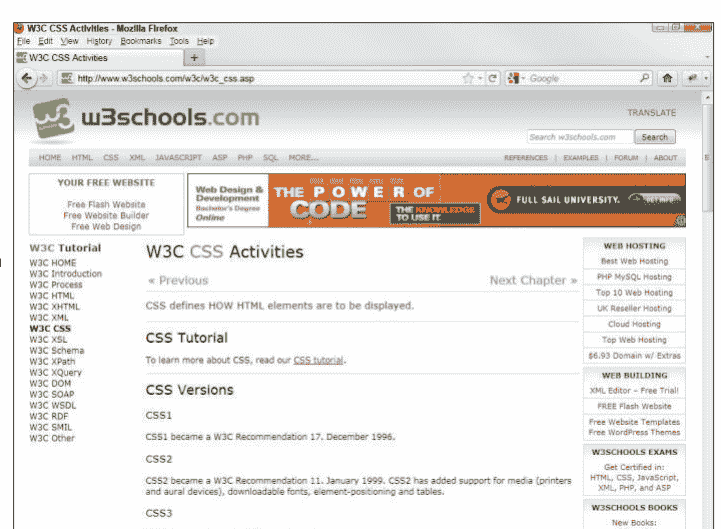 W3C CSS Activities - Mozilla Firefox
File Edit View History Bookmarks Tools Help
W3C CSS Activities +
http://www.w3schools.com/w3c/w3c_css.asp
Google
w3schools.com
TRANSLATE
Search w3schools.com Search
HOME HTML CSS XML JAVASCRIPT ASP PHP SQL MORE...
REFERENCES | EXAMPLES | FORUM | ABOUT
YOUR FREE WEBSITE
Free Flash Website
Free Website Builder
Free Web Design
Web Design &
Development
Bachelor's Degree
Online
THE POWER OF
CODE
THE KNOWLEDGE
TO USE IT.
FULL SAIL UNIVERSITY.
GET INFO
W3C Tutorial
W3C HOME
W3C Introduction
W3C Process
W3C HTML
W3C XHTML
W3C XML
W3C CSS
W3C XSL
W3C Schema
W3C XPath
W3C XQuery
W3C DOM
W3C SOAP
W3C WSDL
W3C RDF
W3C SMIL
W3C Other
W3C CSS Activities
« Previous
Next Chapter »
CSS defines HOW HTML elements are to be displayed.
CSS Tutorial
To learn more about CSS, read our CSS tutorial.
CSS Versions
CSS1
CSS1 became a W3C Recommendation 17. December 1996.
CSS2
CSS2 became a W3C Recommendation 11. January 1999. CSS2 has added support for media (printers
and aural devices), downloadable fonts, element-positioning and tables.
CSS3
WEB HOSTING
Best Web Hosting
PHP MySQL Hosting
Top 10 Web Hosting
UK Reseller Hosting
Cloud Hosting
Top Web Hosting
$6.93 Domain w/ Extras
WEB BUILDING
XML Editor – Free Trial!
FREE Flash Website
Free Website Templates
Free WordPress Themes
W3SCHOOLS EXAMS
Get Certified in:
HTML, CSS, JavaScript,
XML, PHP, and ASP
W3SCHOOLS BOOKS
New Books: